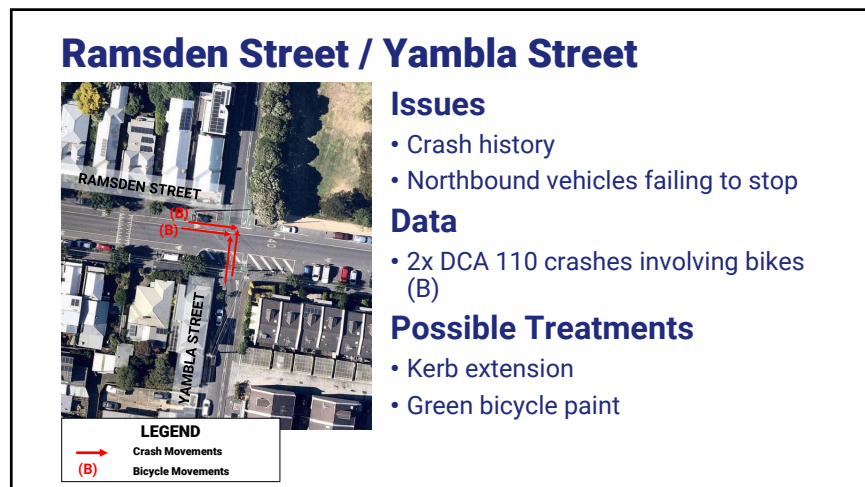 Ramsden Street / Yambla Street
RAMSDEN STREET
(B)
(B)
40
YAMBLA STREET
LEGEND
Crash Movements
(B) Bicycle Movements
Issues
• Crash history
• Northbound vehicles failing to stop
Data
• 2x DCA 110 crashes involving bikes
(B)
Possible Treatments
• Kerb extension
• Green bicycle paint